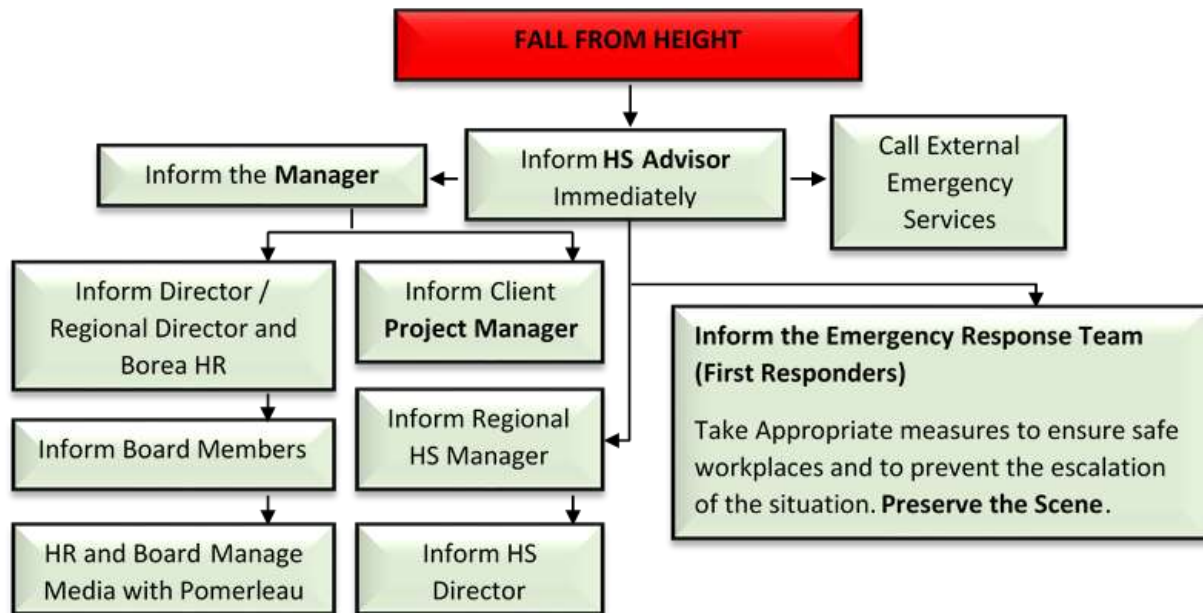 FALL FROM HEIGHT
Inform the Manager
Inform HS Advisor
Immediately
Call External
Emergency
Services
Inform Director /
Regional Director and
Borea HR
Inform Client
Project Manager
Inform the Emergency Response Team
(First Responders)
Take Appropriate measures to ensure safe
workplaces and to prevent the escalation
of the situation. Preserve the Scene.
Inform Board Members
Inform Regional
HS Manager
HR and Board Manage
Media with Pomerleau
Inform HS
Director